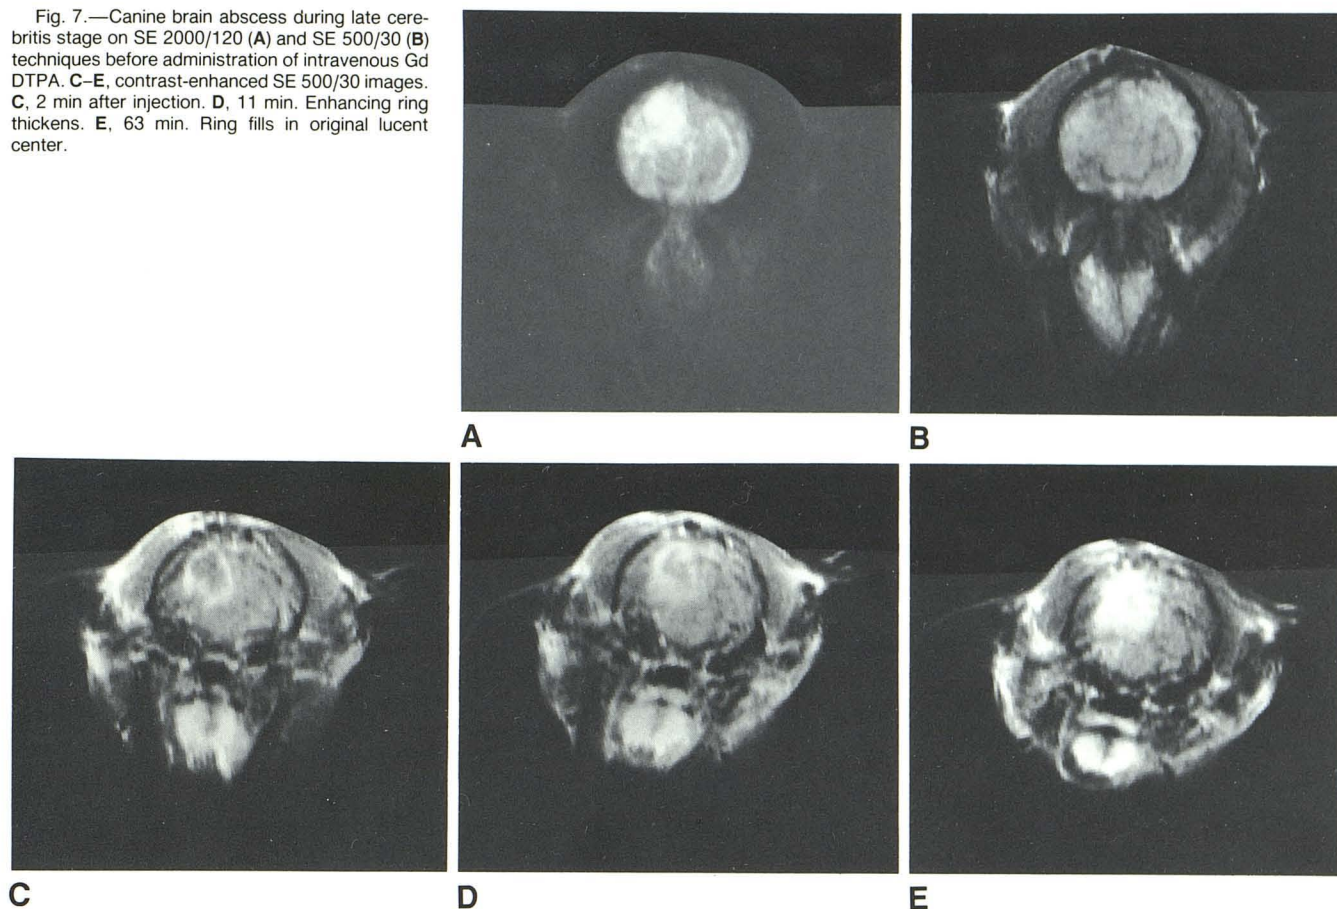 Fig. 7.—Canine brain abscess during late cere-
britis stage on SE 2000/120 (A) and SE 500/30 (B)
techniques before administration of intravenous Gd
DTPA. C–E, contrast-enhanced SE 500/30 images.
C, 2 min after injection. D, 11 min. Enhancing ring
thickens. E, 63 min. Ring fills in original lucent
center.
A
B
C
D
E